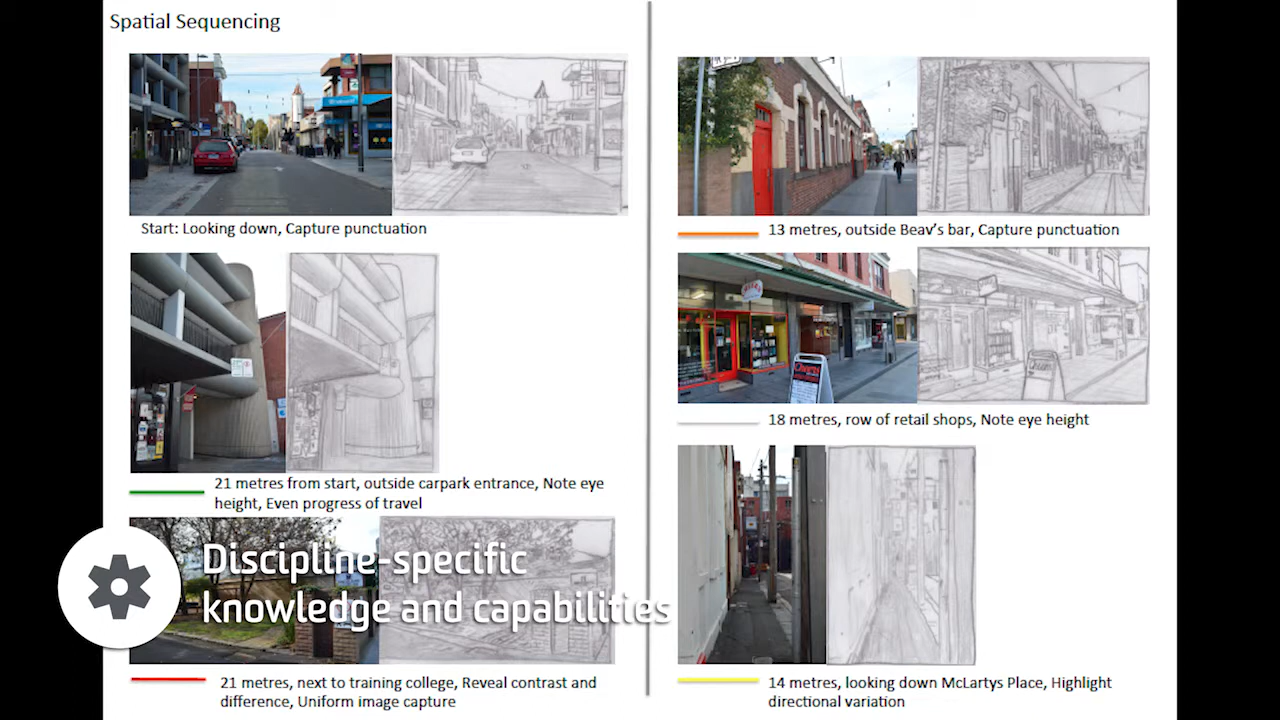 Spatial Sequencing
Start: Looking down, Capture punctuation
21 metres from start, outside carpark entrance, Note eye
height, Even progress of travel
Discipline-specific
knowledge and capabilities
21 metres, next to training college, Reveal contrast and
difference, Uniform image capture
13 metres, outside Beav's bar, Capture punctuation
18 metres, row of retail shops, Note eye height
14 metres, looking down McLartys Place, Highlight
directional variation